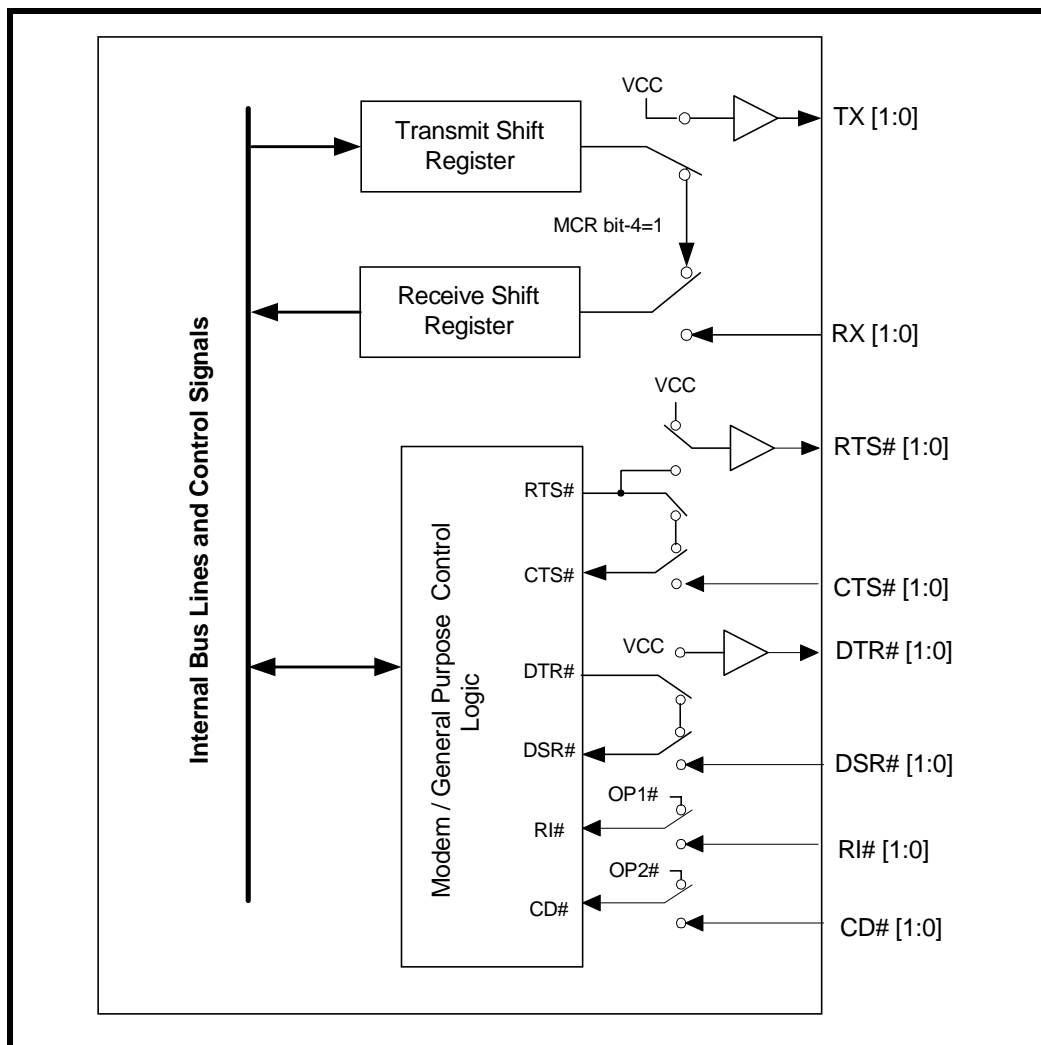 VCC
TX [1:0]
Transmit Shift
Register
MCR bit-4=1
Receive Shift
Register
RX [1:0]
Internal Bus Lines and Control Signals
VCC
RTS# [1:0]
RTS#
CTS#
CTS# [1:0]
Modem / General Purpose Control
Logic
VCC
DTR# [1:0]
DTR#
DSR#
DSR# [1:0]
OP1#
RI#
RI# [1:0]
OP2#
CD#
CD# [1:0]